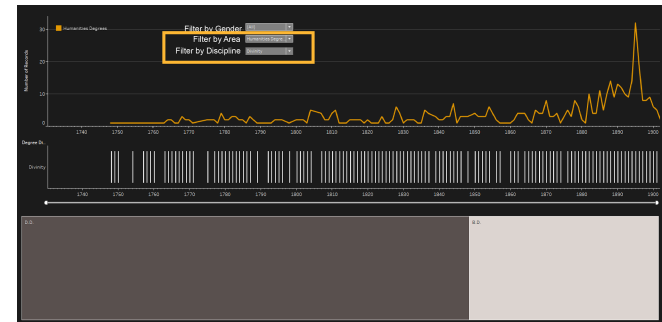 Humanities Degrees
Filter by Gender (All)
Filter by Area Humanities Degre..
Filter by Discipline Divinity
Number of Records
30
20
10
0
1740 1750 1760 1770 1780 1790 1800 1810 1820 1830 1840 1850 1860 1870 1880 1890 1900
Degree Di..
Divinity
1740 1750 1760 1770 1780 1790 1800 1810 1820 1830 1840 1850 1860 1870 1880 1890 1900
D.D.
B.D.